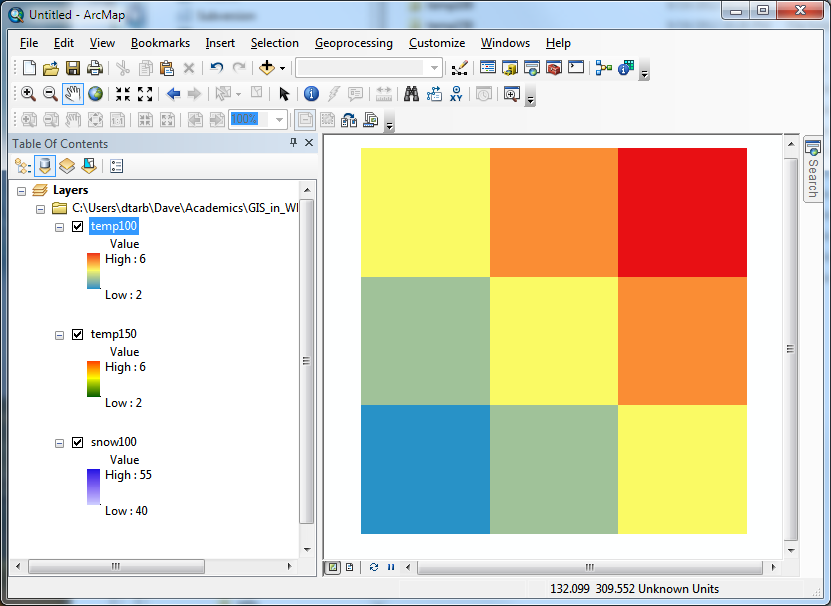 Untitled - ArcMap
File Edit View Bookmarks Insert Selection Geoprocessing Customize Windows Help
100%
Table Of Contents
Layers
C:\Users\dtarb\Dave\Academics\GIS_in_W
temp100
Value
High : 6
Low : 2
temp150
Value
High : 6
Low : 2
snow100
Value
High : 55
Low : 40
Search
132.099 309.552 Unknown Units